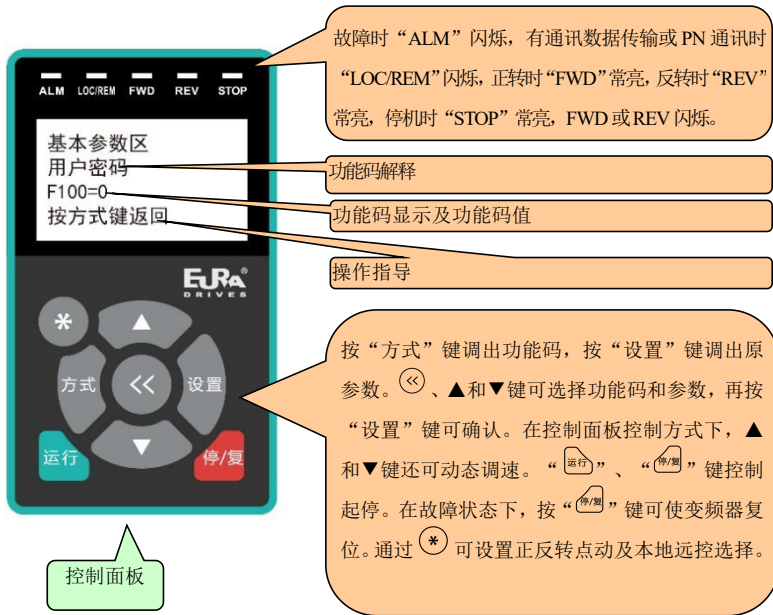 故障时“ALM”闪烁，有通讯数据传输或 PN 通讯时
“LOC/REM”闪烁，正转时“FWD”常亮，反转时“REV”
常亮，停机时“STOP”常亮，FWD 或 REV 闪烁。
ALM LOC/REM FWD REV STOP
基本参数区
用户密码
F100=0
按方式键返回
功能码解释
功能码显示及功能码值
操作指导
EURA®
DRIVES
*
▲
方式
<<
设置
▼
运行
停/复
控制面板
按“方式”键调出功能码，按“设置”键调出原
参数。<<、▲和▼键可选择功能码和参数，再按
“设置”键可确认。在控制面板控制方式下，▲
和▼键还可动态调速。“运行”、“停/复”键控制
起停。在故障状态下，按“停/复”键可使变频器复
位。通过 * 可设置正反转点动及本地远控选择。